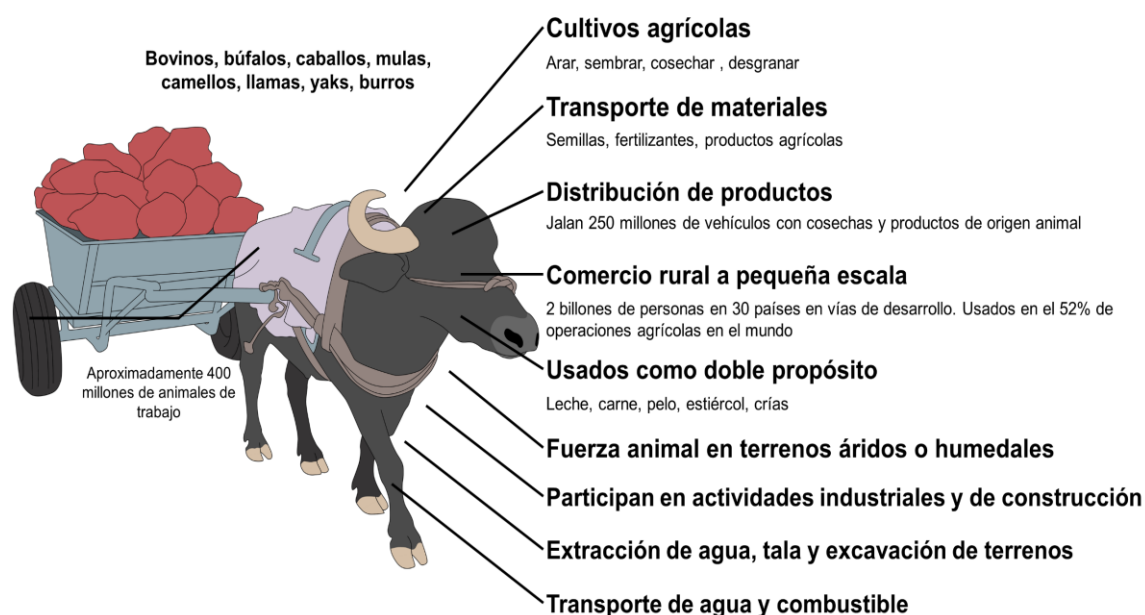 Bovinos, búfalos, caballos, mulas,
camellos, llamas, yaks, burros
Aproximadamente 400
millones de animales de
trabajo
Cultivos agrícolas
Arar, sembrar, cosechar , desgranar
Transporte de materiales
Semillas, fertilizantes, productos agrícolas
Distribución de productos
Jalan 250 millones de vehículos con cosechas y productos de origen animal
Comercio rural a pequeña escala
2 billones de personas en 30 países en vías de desarrollo. Usados en el 52% de
operaciones agrícolas en el mundo
Usados como doble propósito
Leche, carne, pelo, estiércol, crías
Fuerza animal en terrenos áridos o humedales
Participan en actividades industriales y de construcción
Extracción de agua, tala y excavación de terrenos
Transporte de agua y combustible